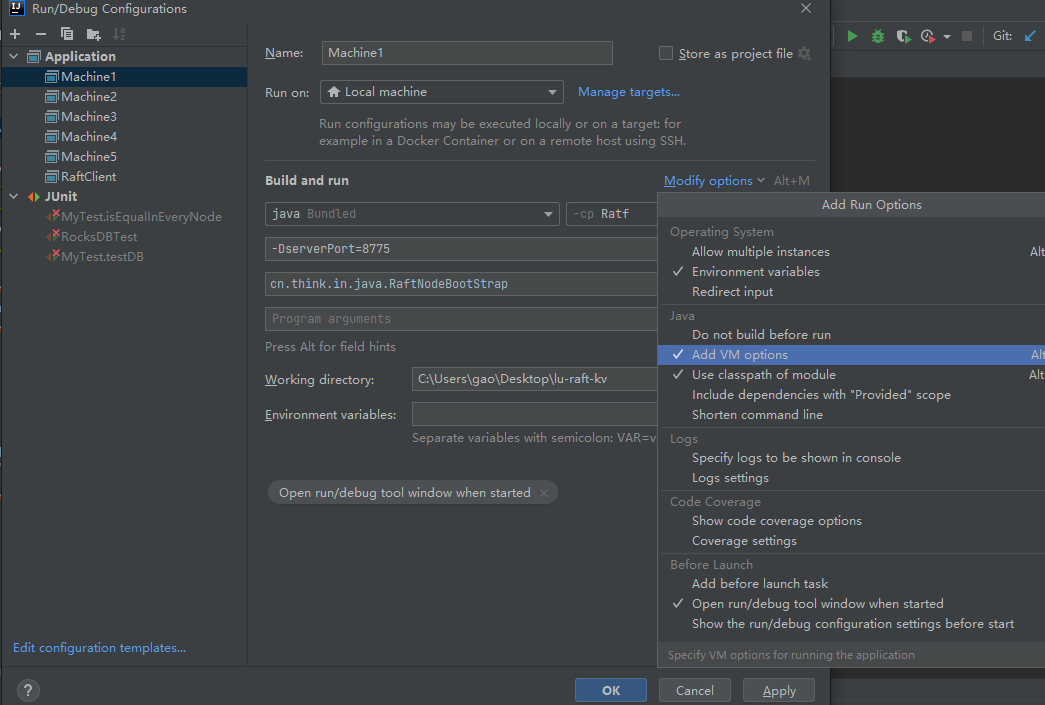 IJ Run/Debug Configurations
Git:
Application
Machine1
Machine2
Machine3
Machine4
Machine5
RaftClient
JUnit
MyTest.isEqualInEveryNode
RocksDBTest
MyTest.testDB
Edit configuration templates...
?
Name: Machine1
Store as project file
Run on: Local machine
Manage targets...
Run configurations may be executed locally or on a target: for
example in a Docker Container or on a remote host using SSH.
Build and run
Modify options Alt+M
java Bundled
-cp Ratf
-DserverPort=8775
cn.think.in.java.RaftNodeBootStrap
Program arguments
Press Alt for field hints
Working directory: C:\Users\gao\Desktop\lu-raft-kv
Environment variables:
Separate variables with semicolon: VAR=v
Open run/debug tool window when started
Add Run Options
Operating System
Allow multiple instances Alt
Environment variables
Redirect input
Java
Do not build before run
Add VM options Alt
Use classpath of module Alt
Include dependencies with "Provided" scope
Shorten command line
Logs
Specify logs to be shown in console
Logs settings
Code Coverage
Show code coverage options
Coverage settings
Before Launch
Add before launch task
Open run/debug tool window when started
Show the run/debug configuration settings before start
Specify VM options for running the application
OK
Cancel
Apply